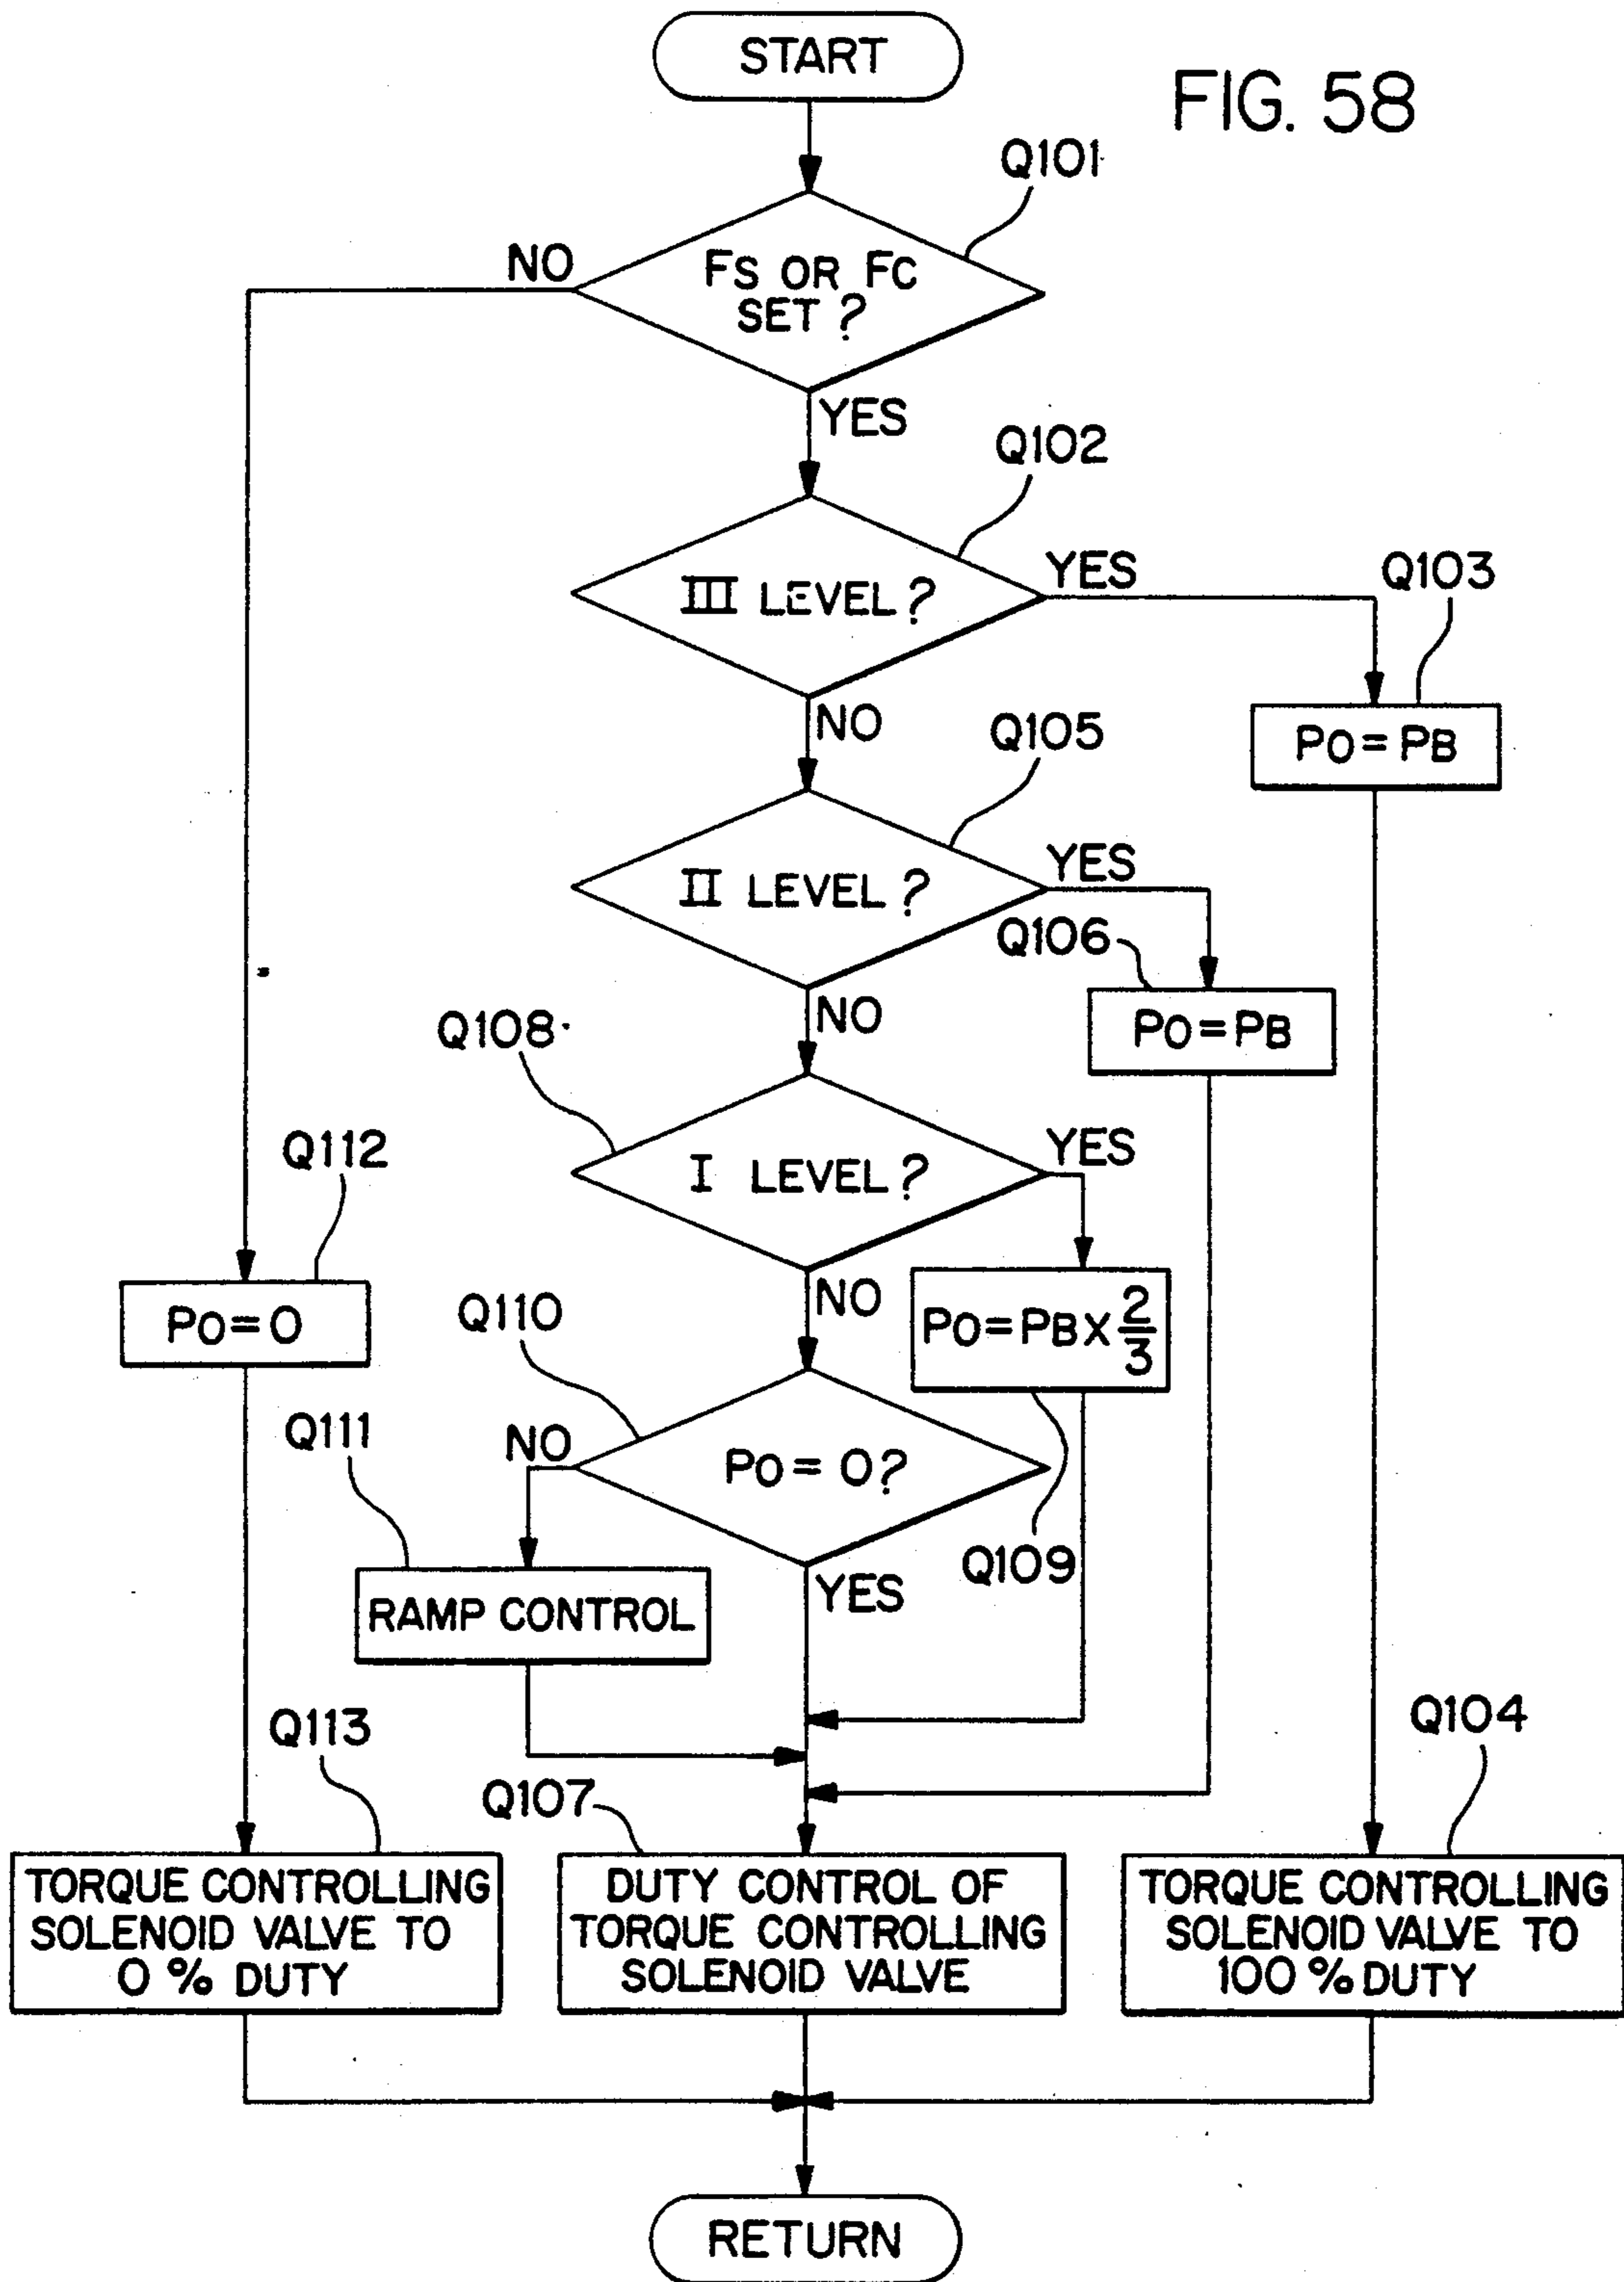 START
FIG. 58
Q101
NO
FS OR FC
SET ?
YES
Q102
III LEVEL ?
YES
Q103
PO = PB
NO
Q105
II LEVEL ?
YES
Q106
PO = PB
NO
Q108
I LEVEL ?
YES
Q112
PO = 0
NO
PO = PB X 2/3
Q110
Q111
NO
PO = 0 ?
Q109
YES
RAMP CONTROL
Q113
Q107
Q104
TORQUE CONTROLLING
SOLENOID VALVE TO
0 % DUTY
DUTY CONTROL OF
TORQUE CONTROLLING
SOLENOID VALVE
TORQUE CONTROLLING
SOLENOID VALVE TO
100 % DUTY
RETURN